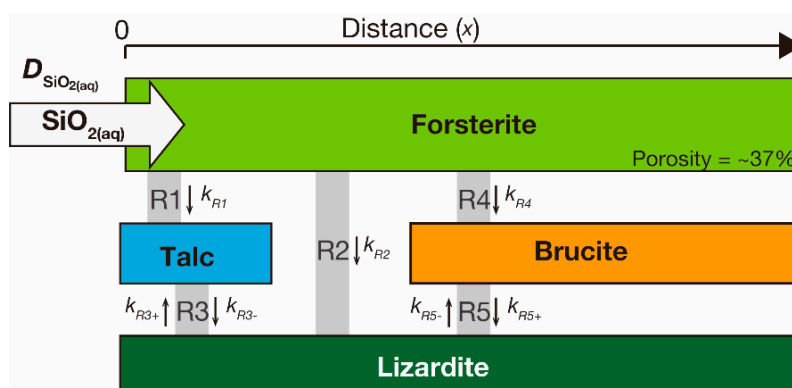 0
Distance (x)
D SiO2(aq)
SiO2(aq)
Forsterite
Porosity = ~37%
R1 kR1
R4 kR4
Talc
R2 kR2
Brucite
kR3+ R3 kR3-
kR5- R5 kR5+
Lizardite